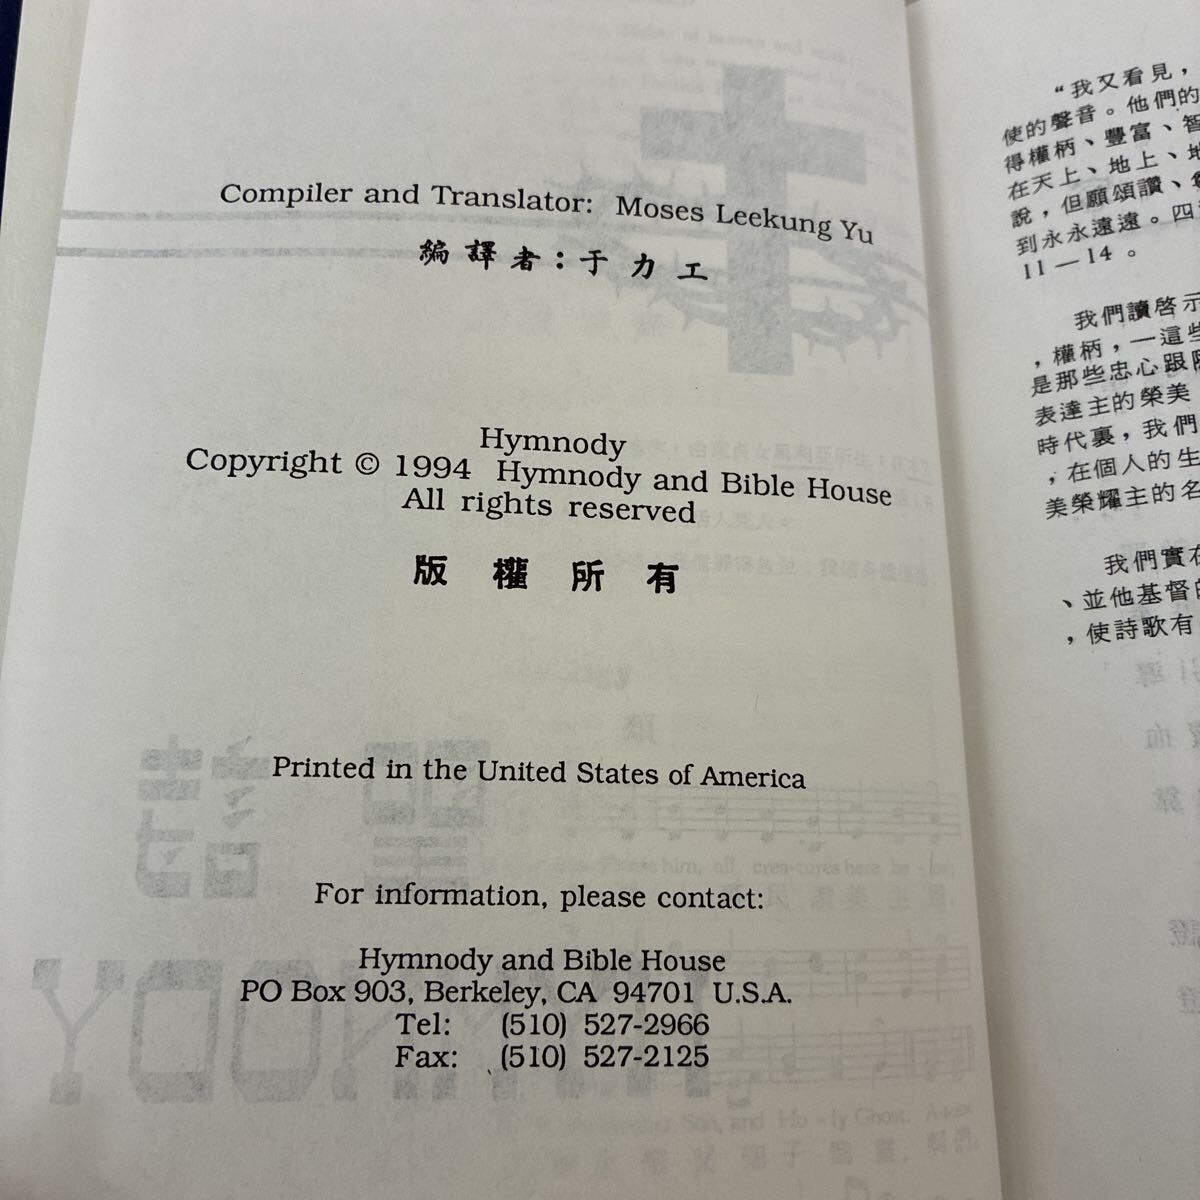 Compiler and Translator: Moses Leekung Yu
編譯者：于力工
Hymnody
Copyright © 1994 Hymnody and Bible House
All rights reserved
版權所有
Printed in the United States of America
For information, please contact:
Hymnody and Bible House
PO Box 903, Berkeley, CA 94701 U.S.A.
Tel: (510) 527-2966
Fax: (510) 527-2125
“我又看見，
使的聲音。他們的
得權柄、豐富、智
在天上、地上、地
說，但願頌讚、
到永永遠遠。四
11—14。
我們讀啓示
，權柄，一這些
是那些忠心跟
表達主的榮美
時代裏，我們
，在個人的生
美榮耀主的名
我們實在
、並他基督的
，使詩歌有